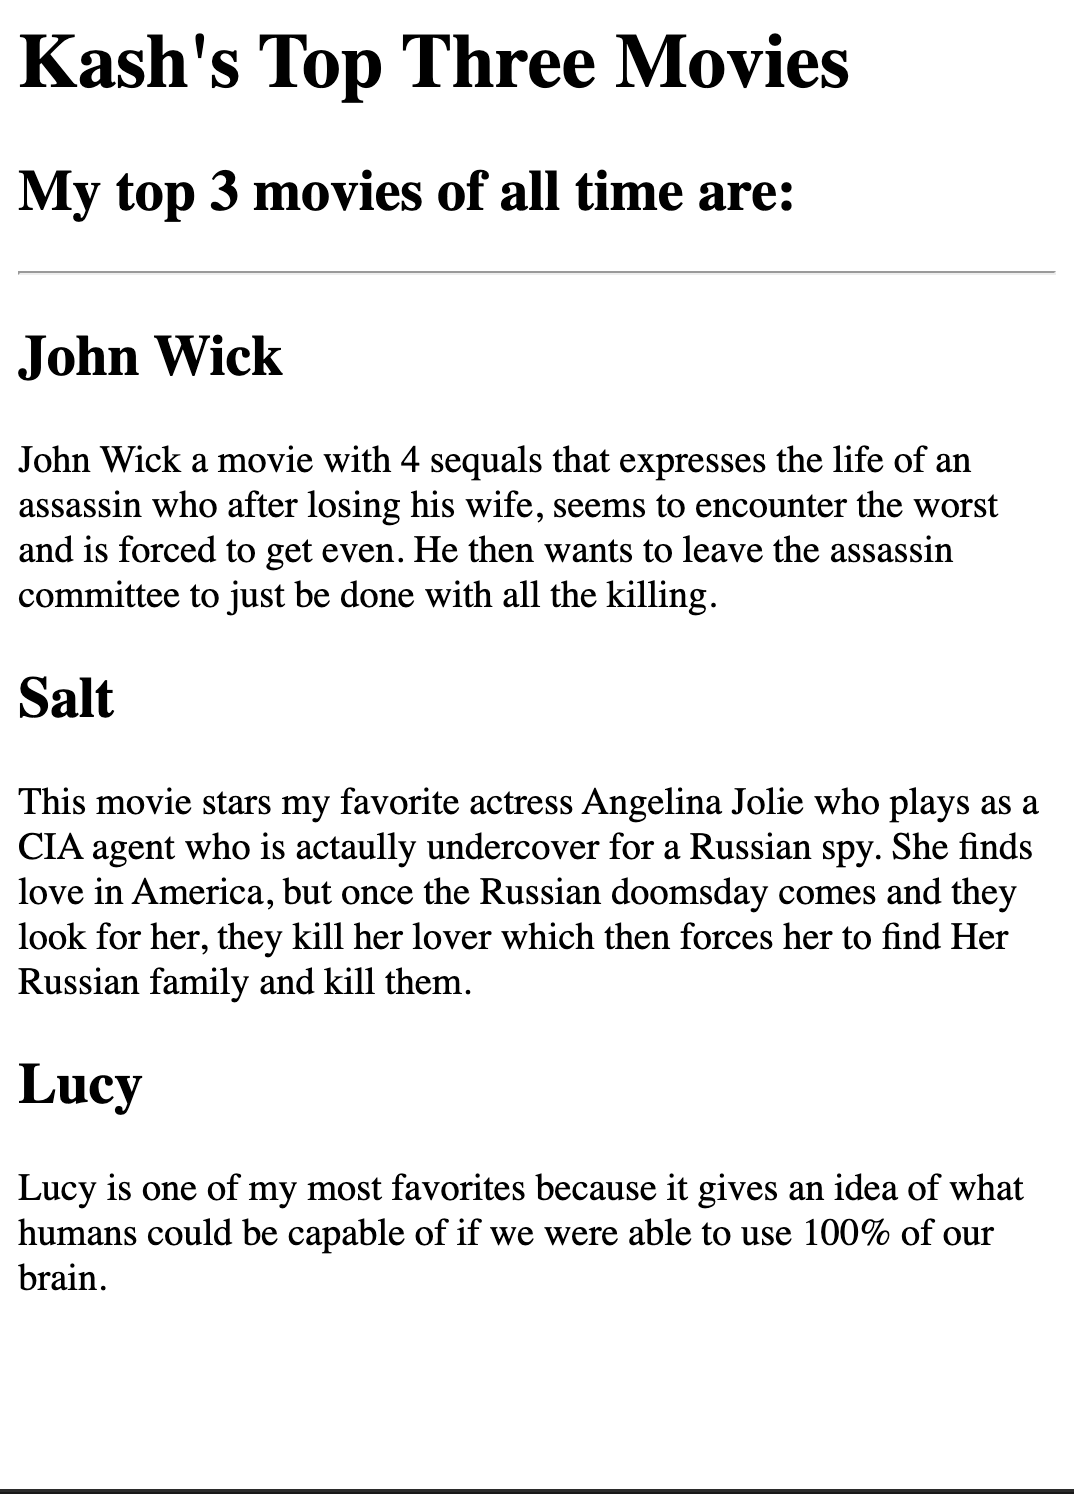 Kash's Top Three Movies
My top 3 movies of all time are:
John Wick
John Wick a movie with 4 sequals that expresses the life of an
assassin who after losing his wife, seems to encounter the worst
and is forced to get even. He then wants to leave the assassin
committee to just be done with all the killing.
Salt
This movie stars my favorite actress Angelina Jolie who plays as a
CIA agent who is actaully undercover for a Russian spy. She finds
love in America, but once the Russian doomsday comes and they
look for her, they kill her lover which then forces her to find Her
Russian family and kill them.
Lucy
Lucy is one of my most favorites because it gives an idea of what
humans could be capable of if we were able to use 100% of our
brain.